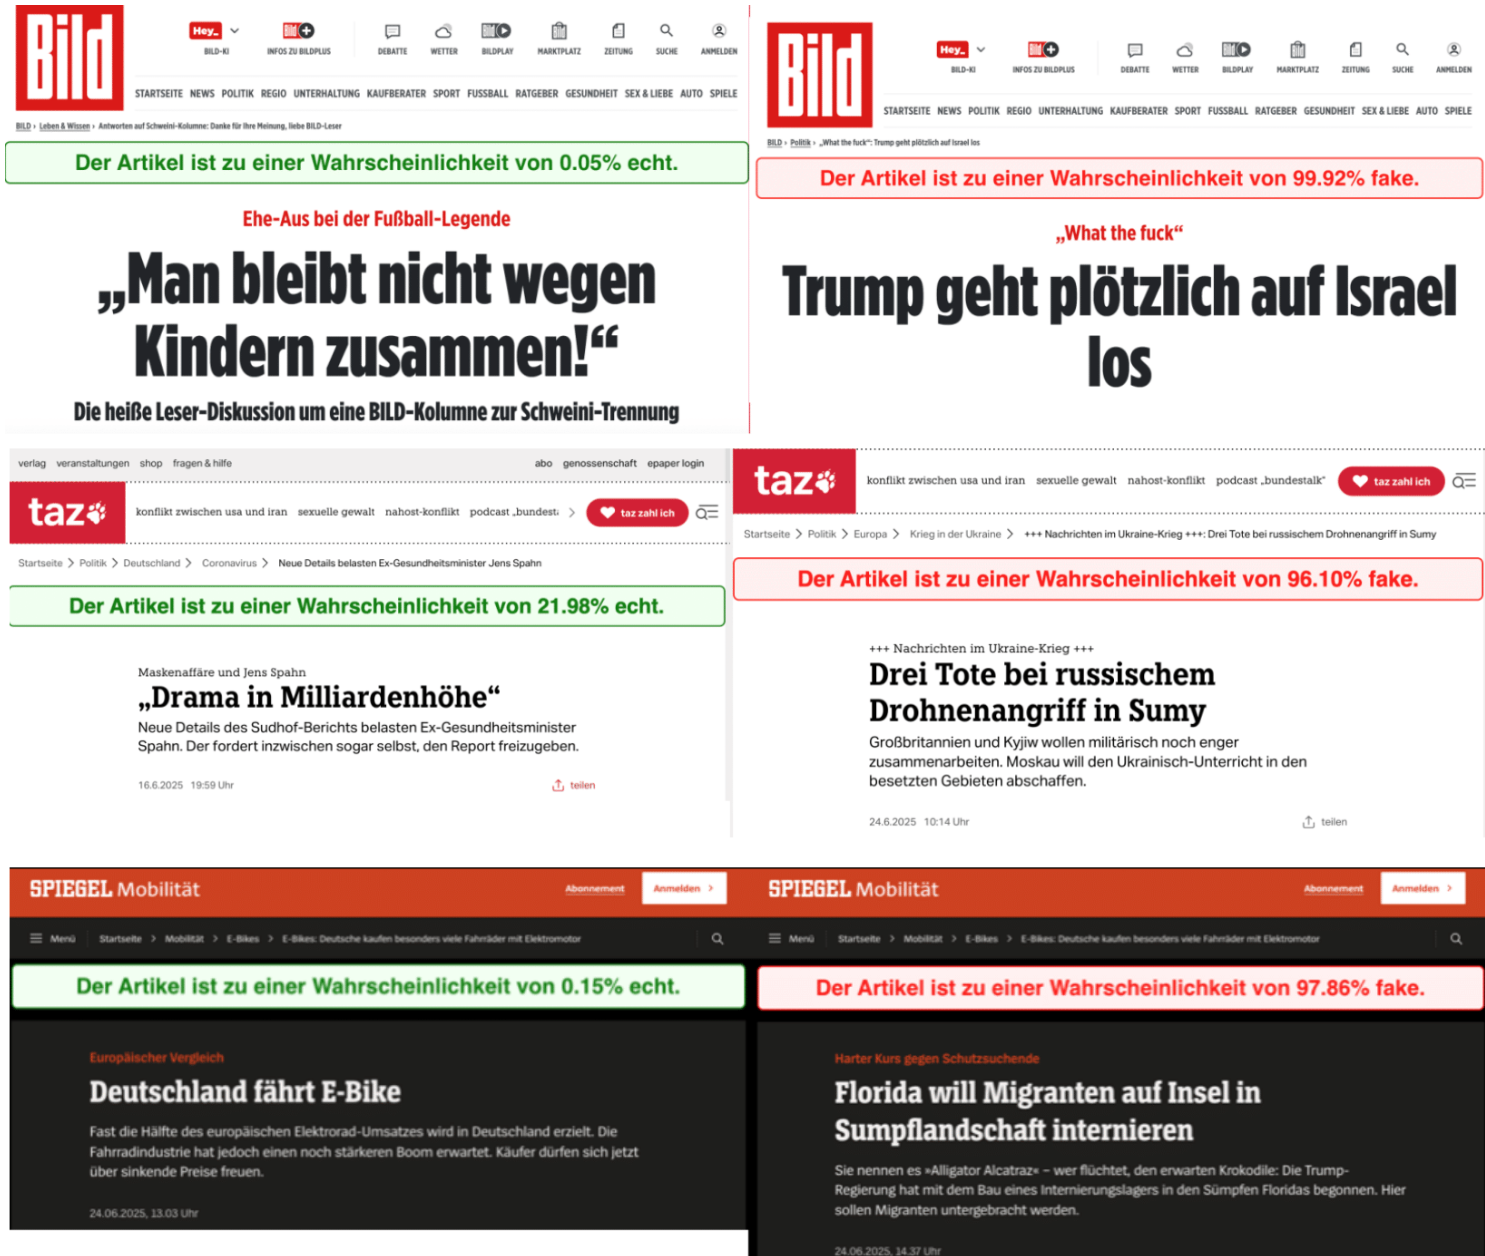 Bild
Hey_
BILD-KI
INFOS ZU BILDPLUS
DEBATTE
WETTER
BILDPLAY
MARKTPLATZ
ZEITUNG
SUCHE
ANMELDEN
STARTSEITE NEWS POLITIK REGIO UNTERHALTUNG KAUFBERATER SPORT FUSSBALL RATGEBER GESUNDHEIT SEX & LIEBE AUTO SPIELE
BILD › Leben & Wissen › Antworten auf Schweini-Kolumne: Danke für Ihre Meinung, liebe BILD-Leser
Der Artikel ist zu einer Wahrscheinlichkeit von 0.05% echt.
Ehe-Aus bei der Fußball-Legende
„Man bleibt nicht wegen
Kindern zusammen!“
Die heiße Leser-Diskussion um eine BILD-Kolumne zur Schweini-Trennung
Bild
Hey_
BILD-KI
INFOS ZU BILDPLUS
DEBATTE
WETTER
BILDPLAY
MARKTPLATZ
ZEITUNG
SUCHE
ANMELDEN
STARTSEITE NEWS POLITIK REGIO UNTERHALTUNG KAUFBERATER SPORT FUSSBALL RATGEBER GESUNDHEIT SEX & LIEBE AUTO SPIELE
BILD › Politik › „What the fuck“: Trump geht plötzlich auf Israel los
Der Artikel ist zu einer Wahrscheinlichkeit von 99.92% fake.
„What the fuck“
Trump geht plötzlich auf Israel
los
verlag veranstaltungen shop fragen & hilfe
abo genossenschaft epaper login
taz
konflikt zwischen usa und iran sexuelle gewalt nahost-konflikt podcast „bundesta >
taz zahl ich
Startseite > Politik > Deutschland > Coronavirus > Neue Details belasten Ex-Gesundheitsminister Jens Spahn
Der Artikel ist zu einer Wahrscheinlichkeit von 21.98% echt.
Maskenaffäre und Jens Spahn
„Drama in Milliardenhöhe“
Neue Details des Sudhof-Berichts belasten Ex-Gesundheitsminister
Spahn. Der fordert inzwischen sogar selbst, den Report freizugeben.
16.6.2025 19:59 Uhr
teilen
taz
konflikt zwischen usa und iran sexuelle gewalt nahost-konflikt podcast „bundestalk“
taz zahl ich
Startseite > Politik > Europa > Krieg in der Ukraine > +++ Nachrichten im Ukraine-Krieg +++: Drei Tote bei russischem Drohnenangriff in Sumy
Der Artikel ist zu einer Wahrscheinlichkeit von 96.10% fake.
+++ Nachrichten im Ukraine-Krieg +++
Drei Tote bei russischem
Drohnenangriff in Sumy
Großbritannien und Kyjiw wollen militärisch noch enger
zusammenarbeiten. Moskau will den Ukrainisch-Unterricht in den
besetzten Gebieten abschaffen.
24.6.2025 10:14 Uhr
teilen
SPIEGEL Mobilität
Abonnement
Anmelden >
Menü
Startseite > Mobilität > E-Bikes > E-Bikes: Deutsche kaufen besonders viele Fahrräder mit Elektromotor
Der Artikel ist zu einer Wahrscheinlichkeit von 0.15% echt.
Europäischer Vergleich
Deutschland fährt E-Bike
Fast die Hälfte des europäischen Elektrorad-Umsatzes wird in Deutschland erzielt. Die
Fahrradindustrie hat jedoch einen noch stärkeren Boom erwartet. Käufer dürfen sich jetzt
über sinkende Preise freuen.
24.06.2025, 13.03 Uhr
SPIEGEL Mobilität
Abonnement
Anmelden >
Menü
Startseite > Mobilität > E-Bikes > E-Bikes: Deutsche kaufen besonders viele Fahrräder mit Elektromotor
Der Artikel ist zu einer Wahrscheinlichkeit von 97.86% fake.
Harter Kurs gegen Schutzsuchende
Florida will Migranten auf Insel in
Sumpflandschaft internieren
Sie nennen es »Alligator Alcatraz« – wer flüchtet, den erwarten Krokodile: Die Trump-
Regierung hat mit dem Bau eines Internierungslagers in den Sümpfen Floridas begonnen. Hier
sollen Migranten untergebracht werden.
24.06.2025, 14.37 Uhr